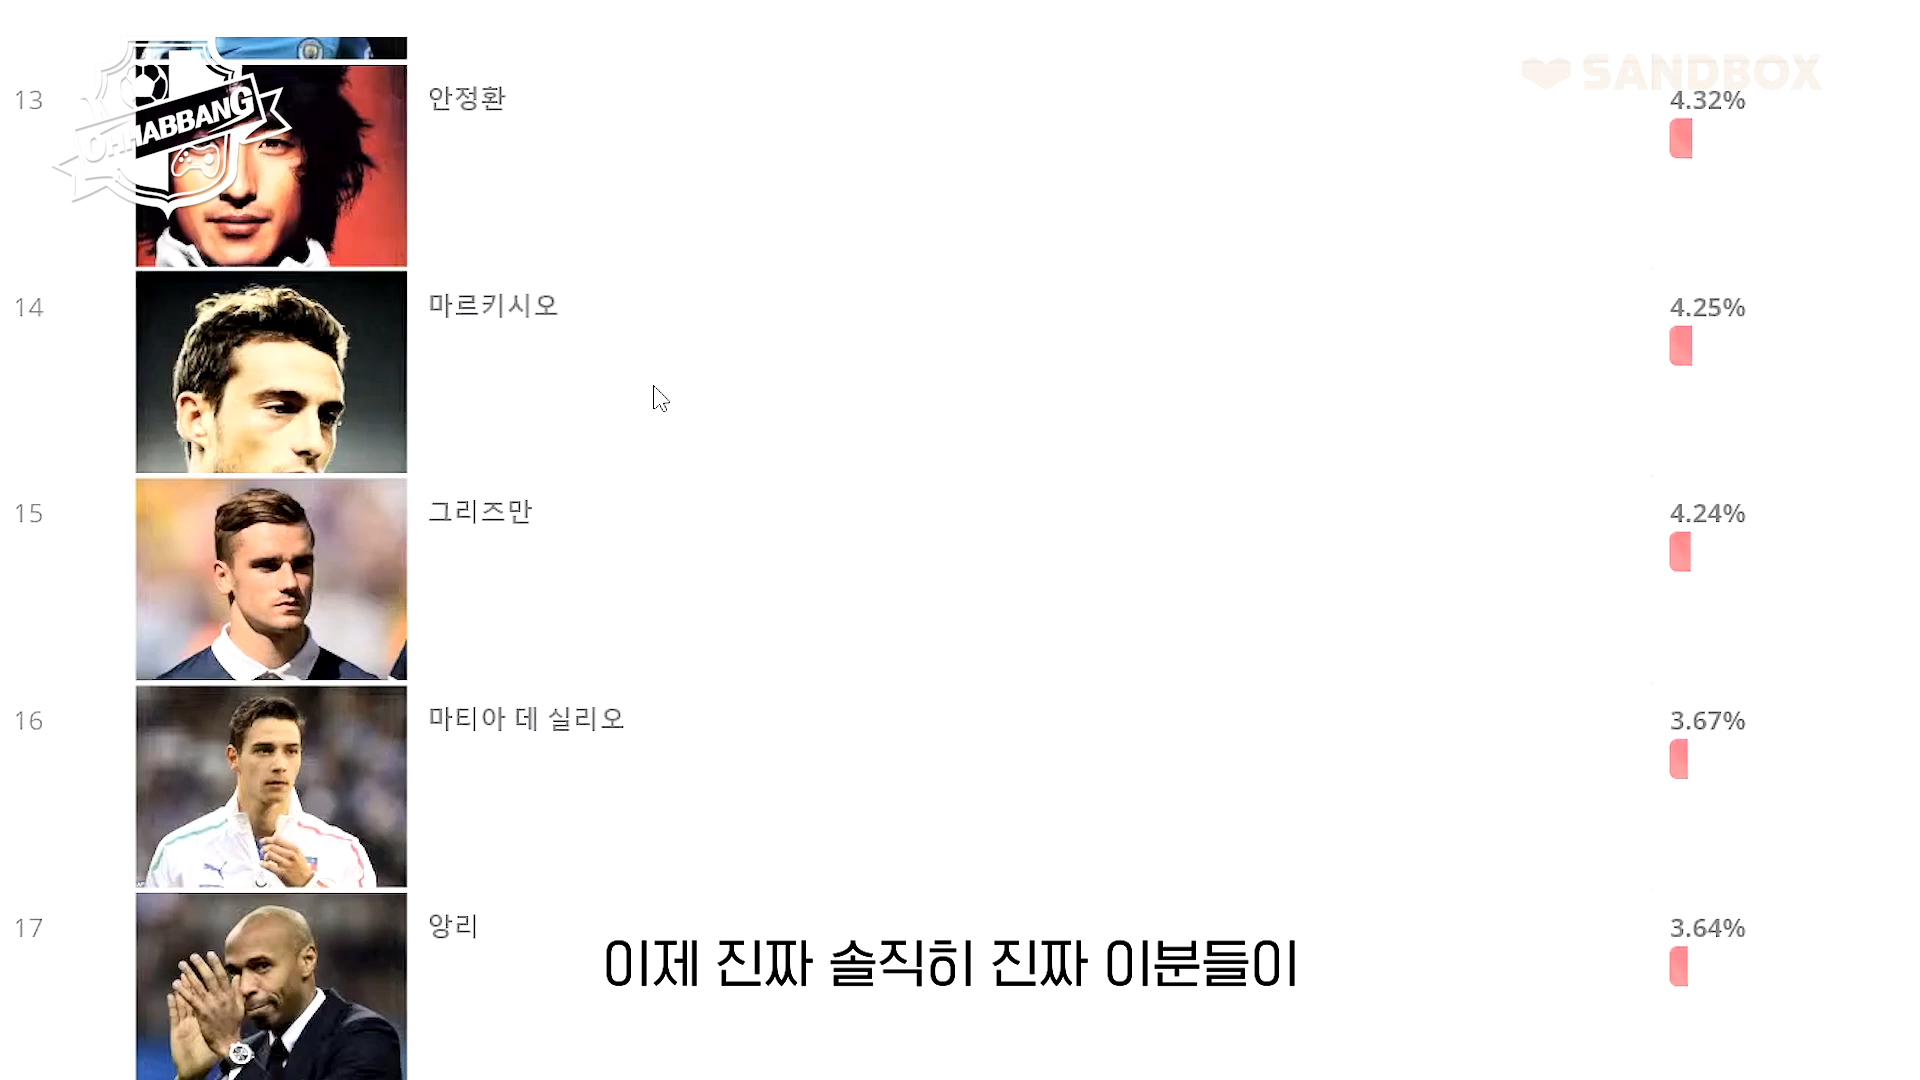 CHHABBANG
SANDBOX
13 안정환 4.32%
14 마르키시오 4.25%
15 그리즈만 4.24%
16 마티아 데 실리오 3.67%
17 앙리 3.64%
이제 진짜 솔직히 진짜 이분들이